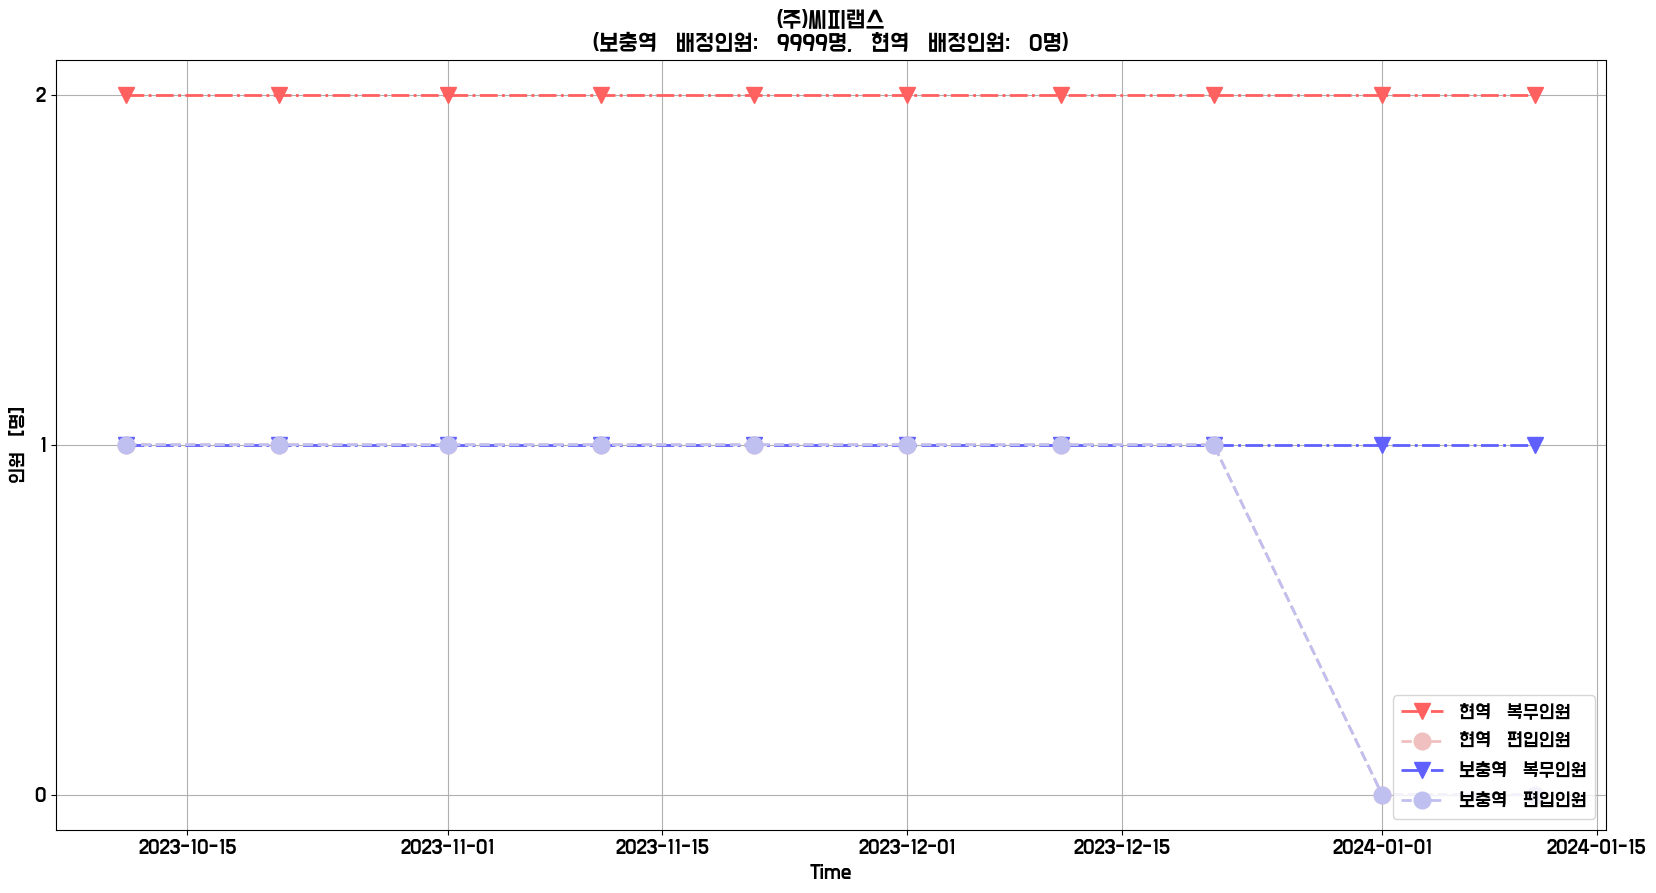 (주)씨피랩스
(보충역 배정인원: 9999명, 현역 배정인원: 0명)
인원 [명]
2
1
0
현역 복무인원
현역 편입인원
보충역 복무인원
보충역 편입인원
2023-10-15 2023-11-01 2023-11-15 2023-12-01 2023-12-15 2024-01-01 2024-01-15
Time